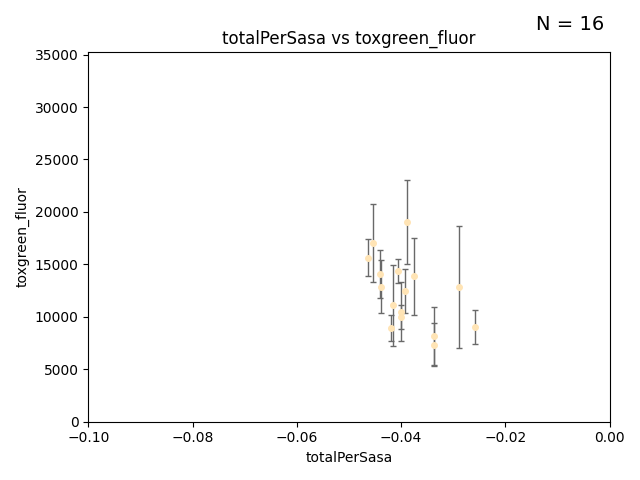 N = 16
totalPerSasa vs toxgreen_fluor
35000
30000
25000
20000
15000
10000
5000
0
toxgreen_fluor
−0.10 −0.08 −0.06 −0.04 −0.02 0.00
totalPerSasa